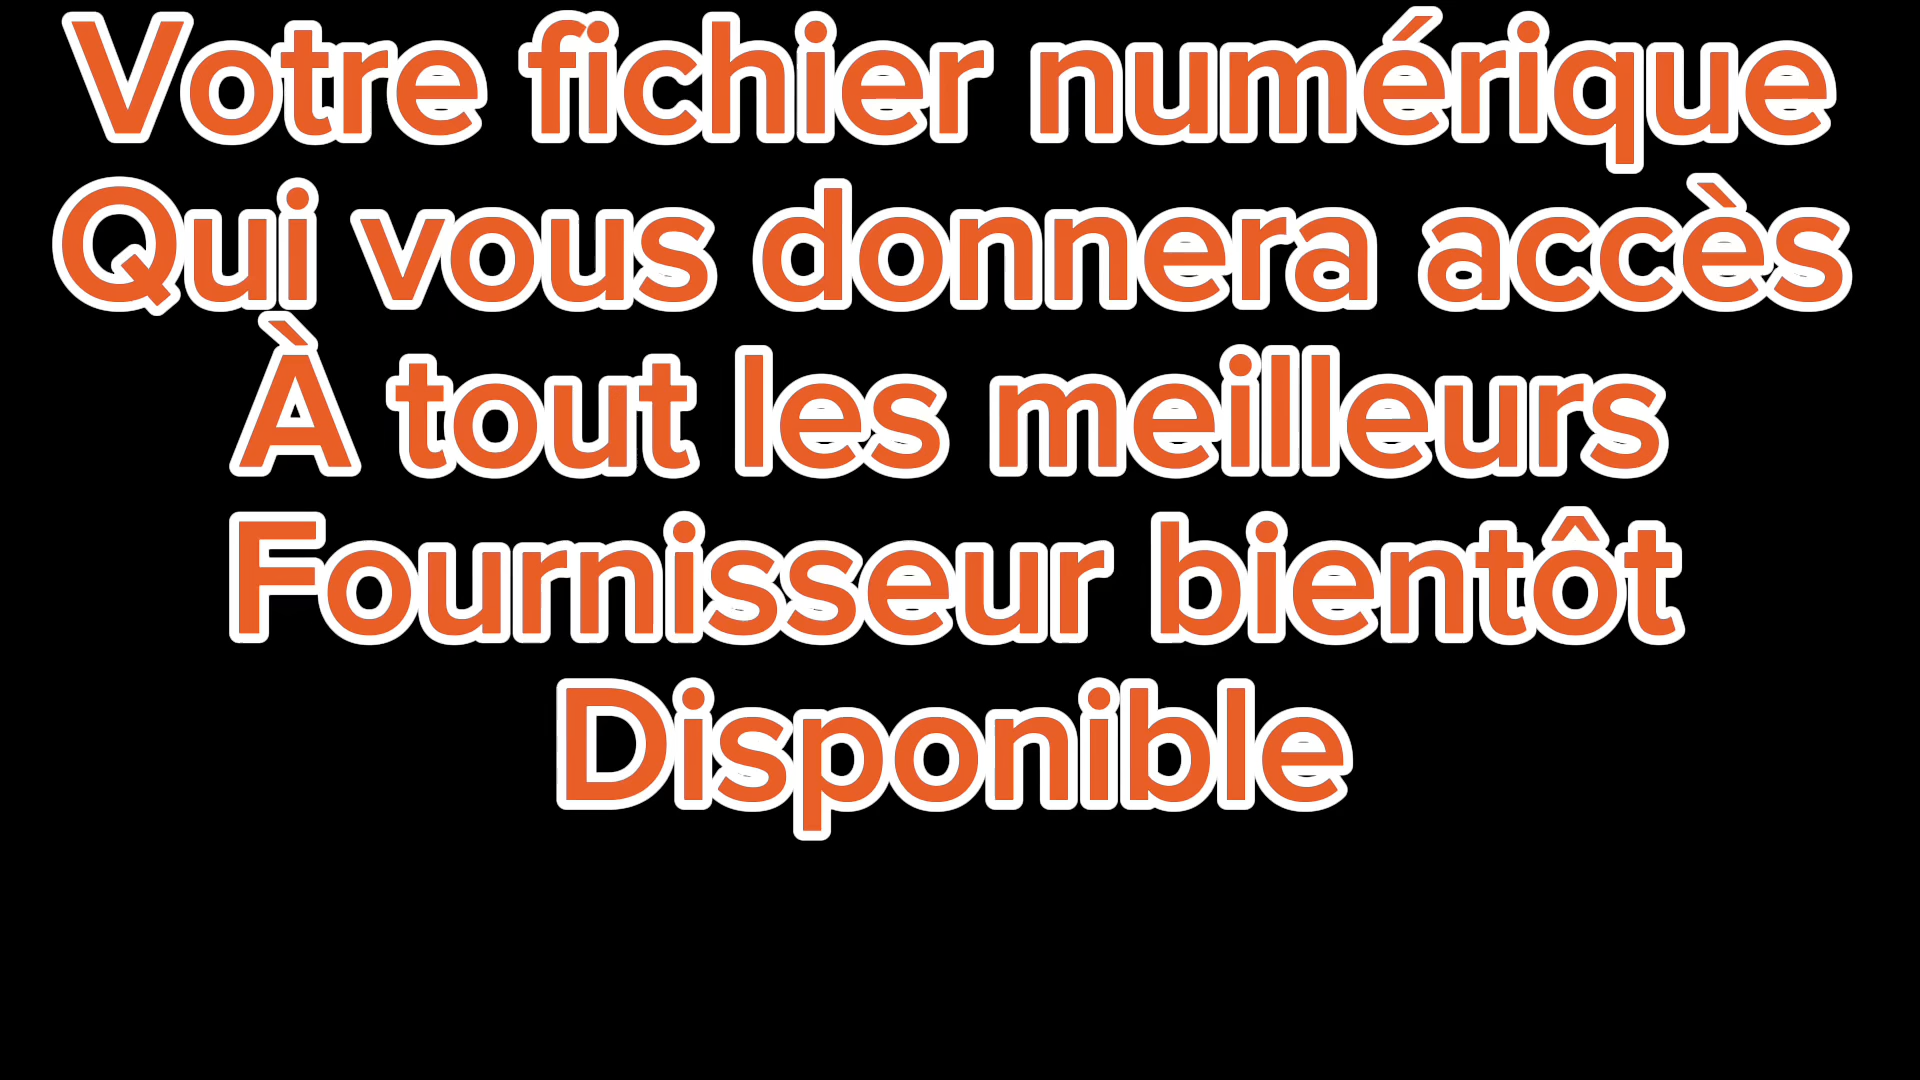 Votre fichier numérique
Qui vous donnera accès
À tout les meilleurs
Fournisseur bientôt
Disponible